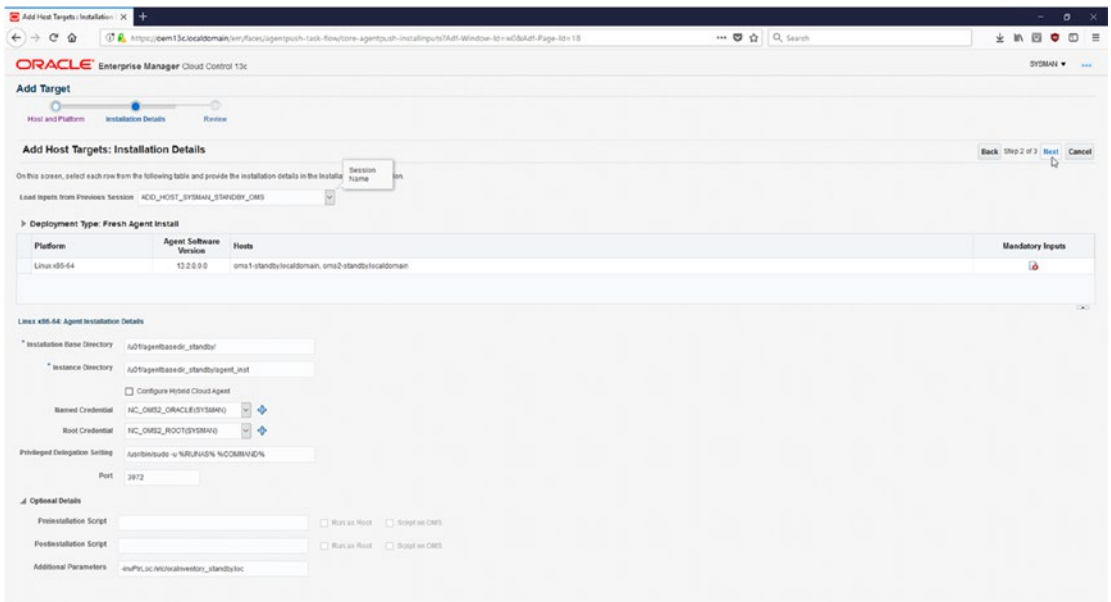 Add Host Targets: Installation
https://oem13c.localdomain/em/faces/agentpush-task-flow/core-agentpush-installinputs?Adf-Window-Id=w0&Adf-Page-Id=18
Search
ORACLE Enterprise Manager Cloud Control 13c
SYSMAN
Add Target
Host and Platform
Installation Details
Review
Add Host Targets: Installation Details
Back Step 2 of 3 Next Cancel
On this screen, select each row from the following table and provide the installation details in the
Session Name
Load Inputs from Previous Session ADD_HOST_SYSMAN_STANDBY_OMS
Deployment Type: Fresh Agent Install
Platform Agent Software Version Hosts Mandatory Inputs
Linux x86-64 13.2.0.0.0 oms1-standby.localdomain, oms2-standby.localdomain
Linux x86-64: Agent Installation Details
* Installation Base Directory /u01/agentbasedir_standby/
* Instance Directory /u01/agentbasedir_standby/agent_inst
Configure Hybrid Cloud Agent
Named Credential NC_OMS2_ORACLE(SYSMAN)
Root Credential NC_OMS2_ROOT(SYSMAN)
Privileged Delegation Setting /usr/bin/sudo -u %RUNAS% %COMMAND%
Port 3872
Optional Details
Preinstallation Script Run as Root Script on OMS
Postinstallation Script Run as Root Script on OMS
Additional Parameters